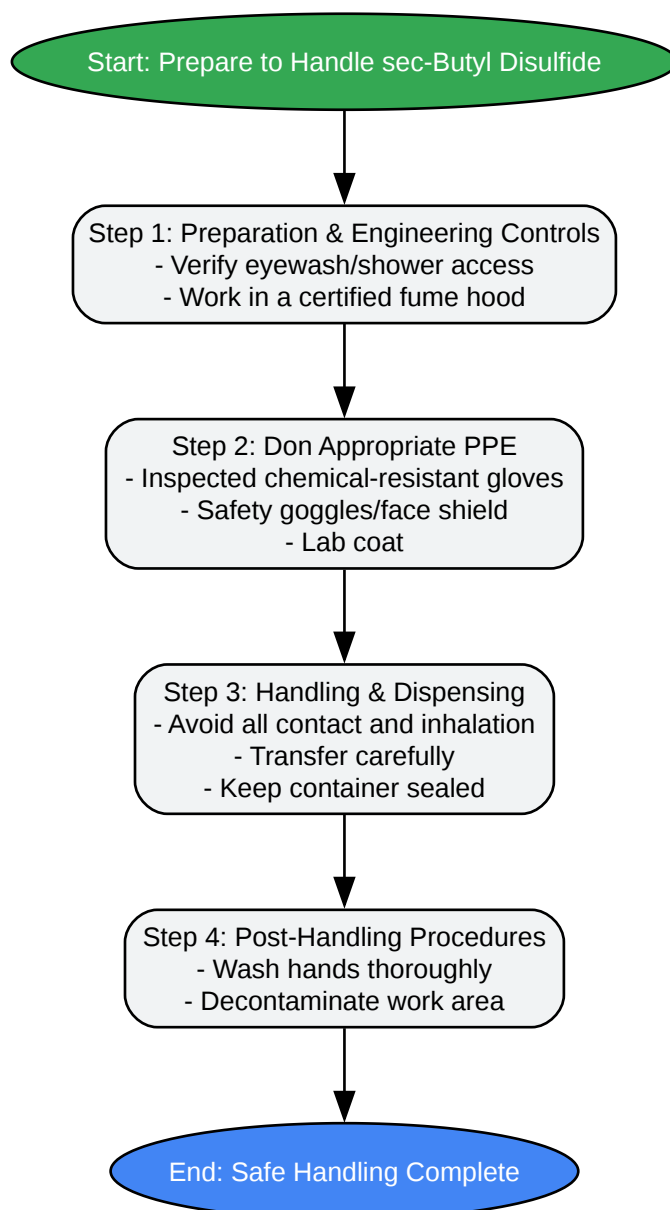 Start: Prepare to Handle sec-Butyl Disulfide
Step 1: Preparation & Engineering Controls
- Verify eyewash/shower access
- Work in a certified fume hood
Step 2: Don Appropriate PPE
- Inspected chemical-resistant gloves
- Safety goggles/face shield
- Lab coat
Step 3: Handling & Dispensing
- Avoid all contact and inhalation
- Transfer carefully
- Keep container sealed
Step 4: Post-Handling Procedures
- Wash hands thoroughly
- Decontaminate work area
End: Safe Handling Complete